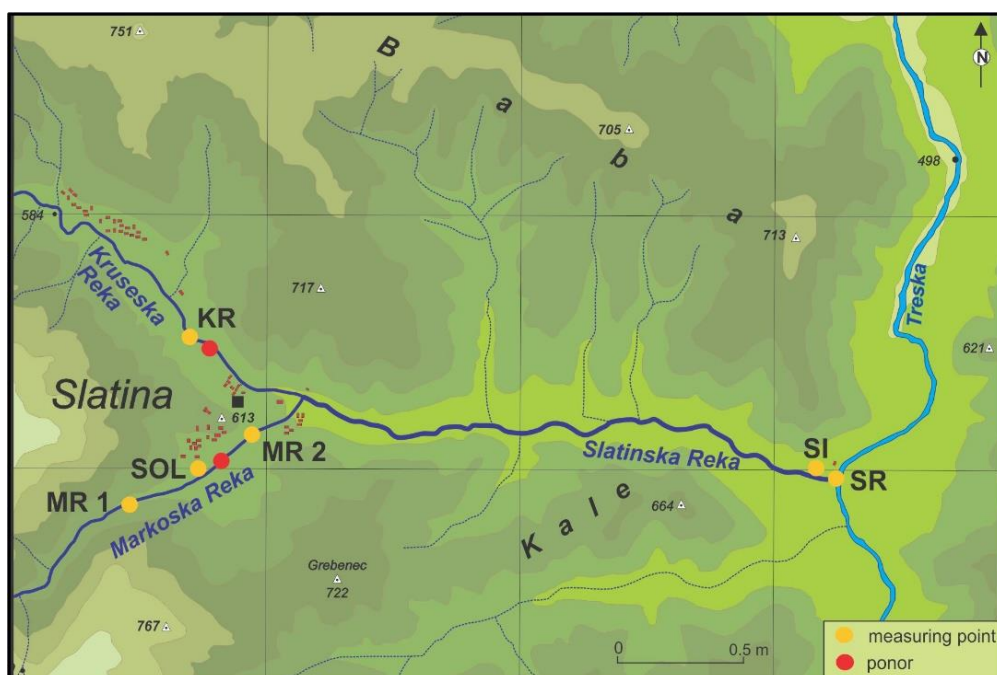 751
B
a
b
a
N
705
498
584
713
Kruseska
Reka
717
Treska
KR
621
Slatina
613
MR 2
SOL
Slatinska Reka
SI
SR
MR 1
Markoska Reka
Kale
664
Grebenec
722
767
0 0.5 m
measuring point
ponor